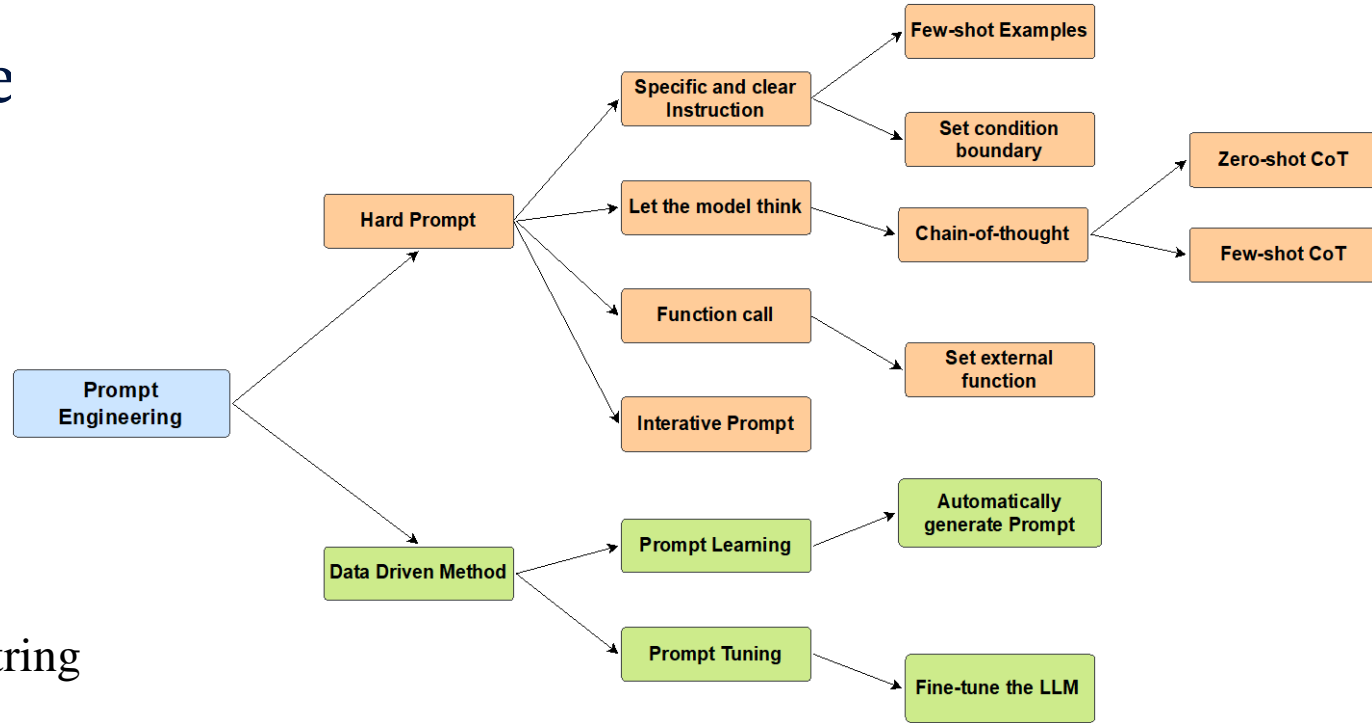 e
Few-shot Examples
Specific and clear
Instruction
Set condition
boundary
Zero-shot CoT
Hard Prompt
Let the model think
Chain-of-thought
Few-shot CoT
Function call
Set external
function
Prompt
Engineering
Interative Prompt
Automatically
generate Prompt
Prompt Learning
Data Driven Method
Prompt Tuning
Fine-tune the LLM
tring